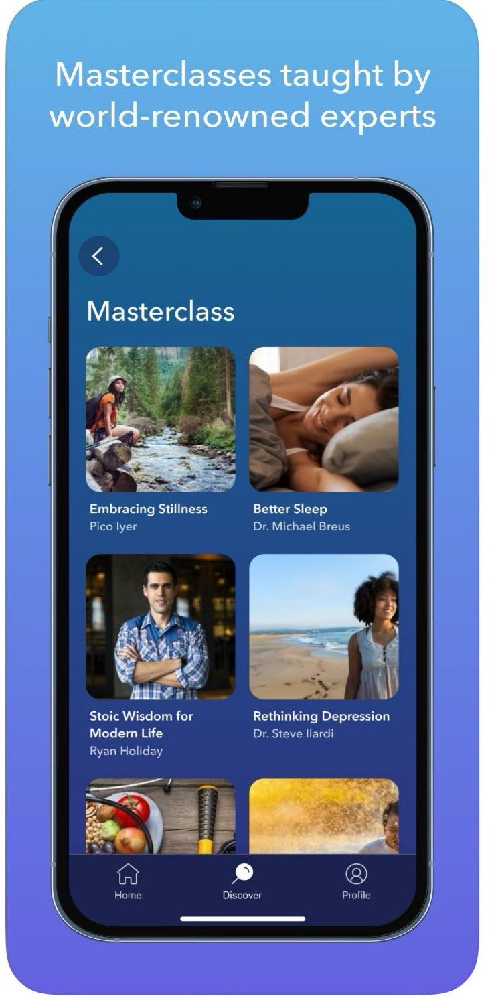 Masterclasses taught by
world-renowned experts
Masterclass
Embracing Stillness
Pico Iyer
Better Sleep
Dr. Michael Breus
Stoic Wisdom for
Modern Life
Ryan Holiday
Rethinking Depression
Dr. Steve Ilardi
Home
Discover
Profile